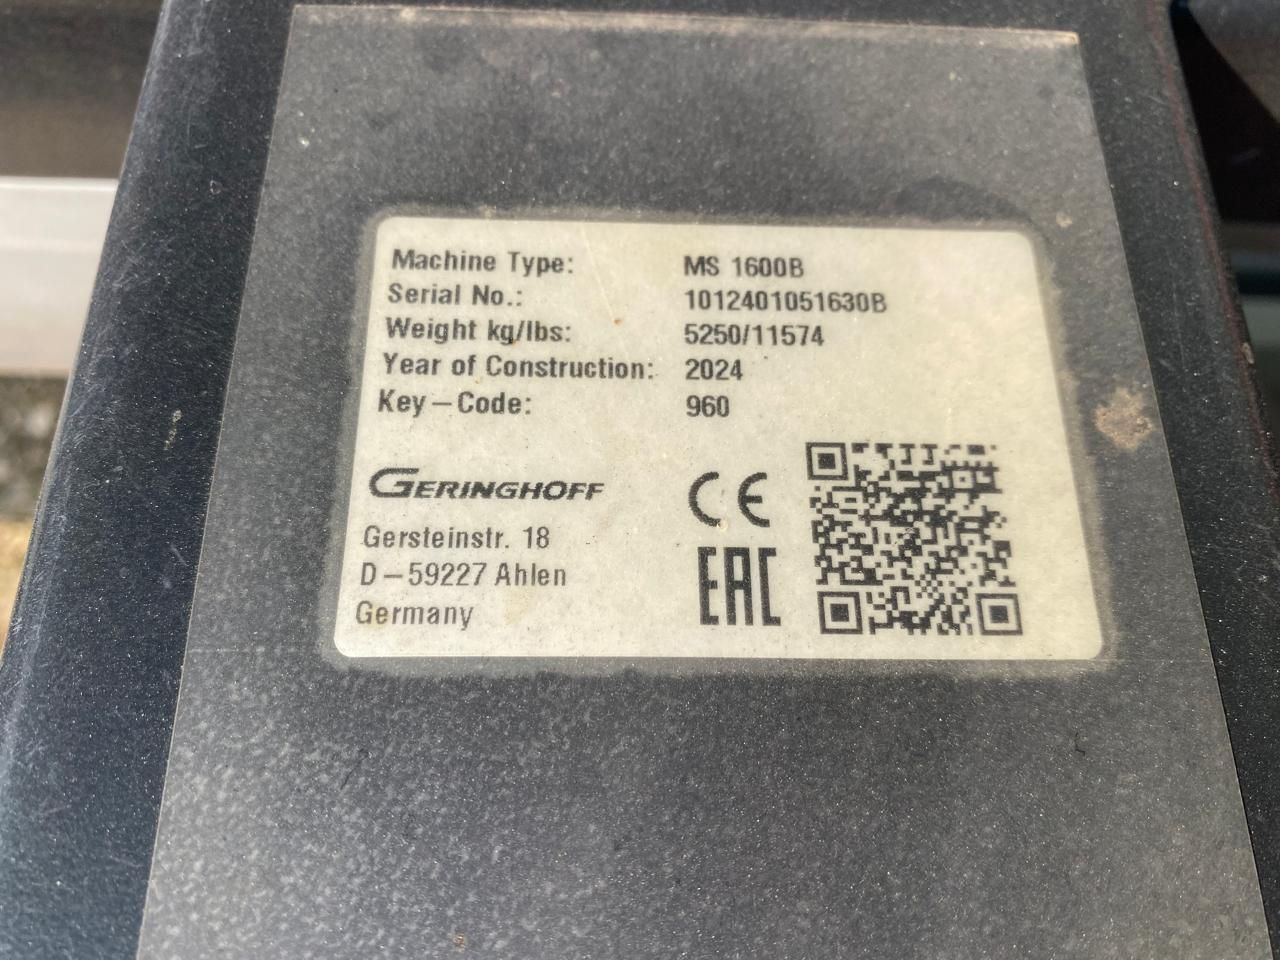 Machine Type: MS 1600B
Serial No.: 1012401051630B
Weight kg/lbs: 5250/11574
Year of Construction: 2024
Key-Code: 960
GERINGHOFF
CE
Gersteinstr. 18
D-59227 Ahlen
EAC
Germany